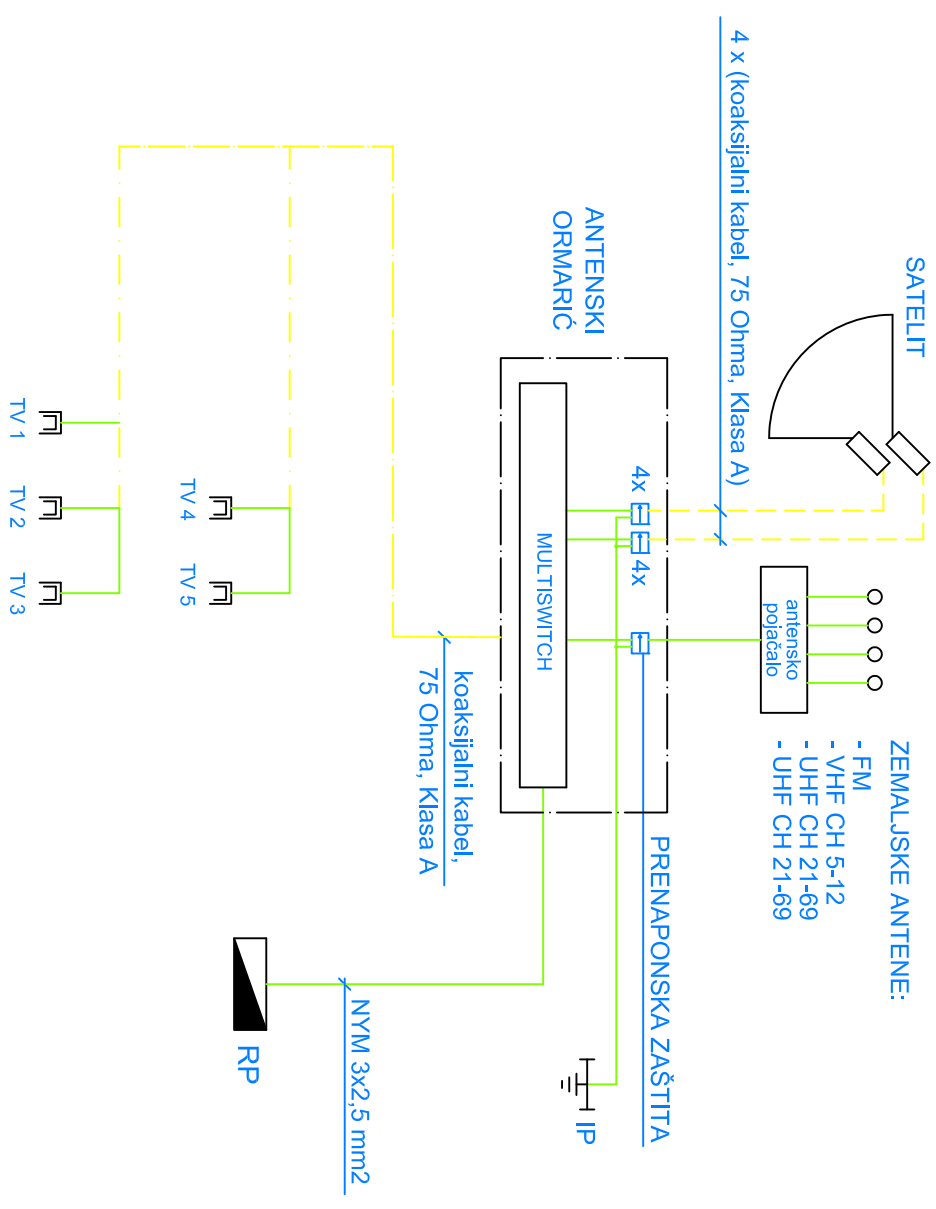 SATELIT
ZEMALJSKE ANTENE:
- FM
- VHF CH 5-12
- UHF CH 21-69
- UHF CH 21-69
antensko
pojačalo
4 x (koaksijalni kabel, 75 Ohma, Klasa A)
ANTENSKI
ORMARIĆ
4x
4x
PRENAPONSKA ZAŠTITA
MULTISWITCH
IP
koaksijalni kabel,
75 Ohma, Klasa A
NYM 3x2,5 mm2
RP
TV 4
TV 5
TV 1
TV 2
TV 3